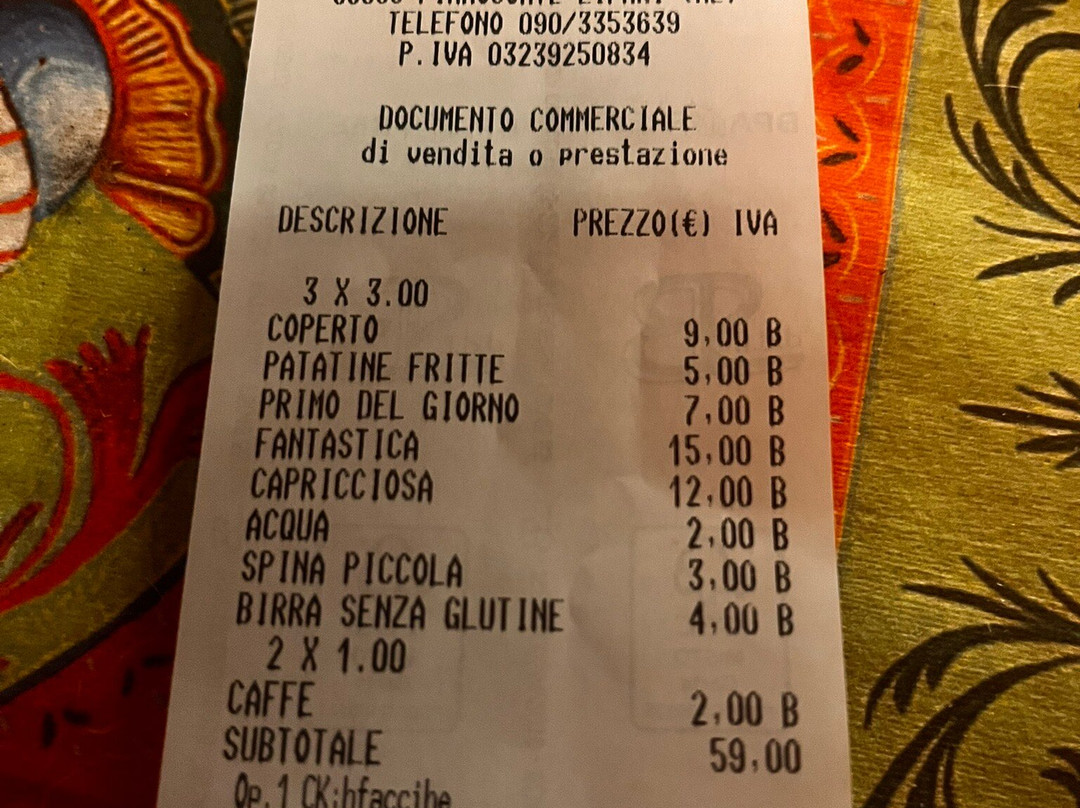 TELEFONO 090/3353639
P.IVA 03239250834
DOCUMENTO COMMERCIALE
di vendita o prestazione
DESCRIZIONE PREZZO(€) IVA
3 X 3.00
COPERTO 9,00 B
PATATINE FRITTE 5,00 B
PRIMO DEL GIORNO 7,00 B
FANTASTICA 15,00 B
CAPRICCIOSA 12,00 B
ACQUA 2,00 B
SPINA PICCOLA 3,00 B
BIRRA SENZA GLUTINE 4,00 B
2 X 1.00
CAFFE 2,00 B
SUBTOTALE 59,00
Op.1